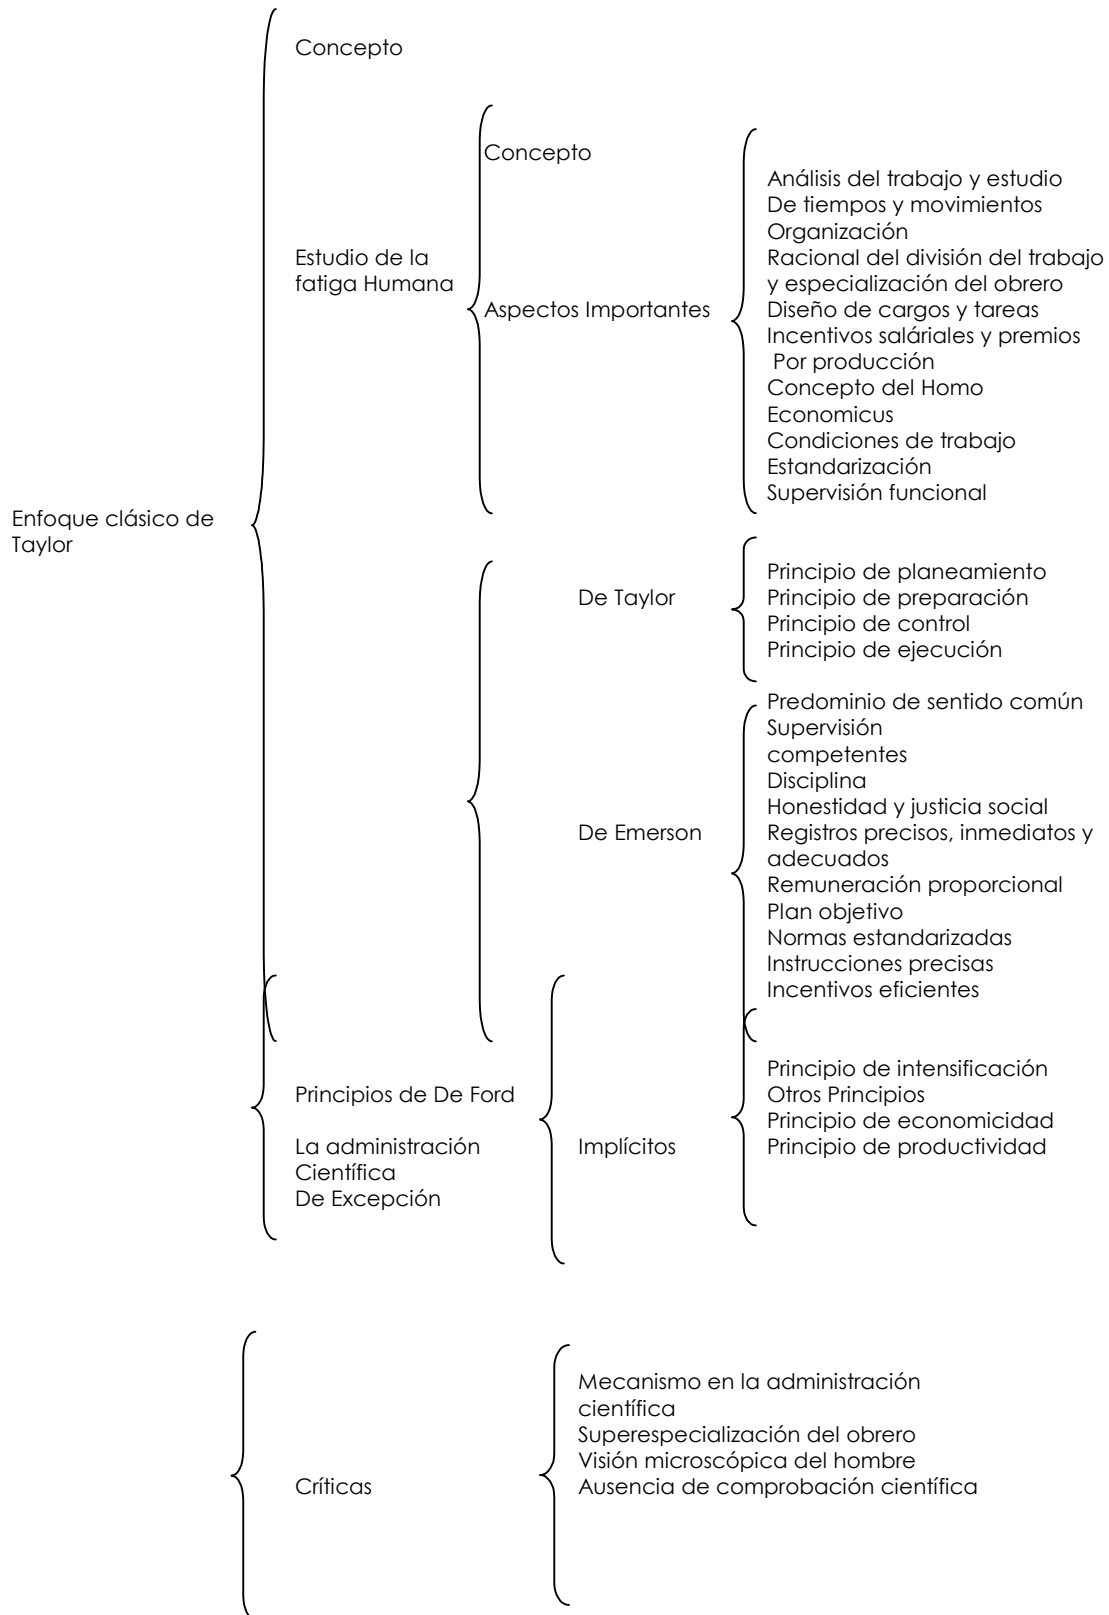 Concepto
Concepto
Análisis del trabajo y estudio
De tiempos y movimientos
Organización
Estudio de la
fatiga Humana
Racional del división del trabajo
y especialización del obrero
Aspectos Importantes
Diseño de cargos y tareas
Incentivos saláriales y premios
Por producción
Concepto del Homo
Economicus
Condiciones de trabajo
Estandarización
Supervisión funcional
Enfoque clásico de
Taylor
De Taylor
Principio de planeamiento
Principio de preparación
Principio de control
Principio de ejecución
De Emerson
Predominio de sentido común
Supervisión
competentes
Disciplina
Honestidad y justicia social
Registros precisos, inmediatos y
adecuados
Remuneración proporcional
Plan objetivo
Normas estandarizadas
Instrucciones precisas
Incentivos eficientes
Principios de De Ford
La administración
Científica
De Excepción
Implícitos
Principio de intensificación
Otros Principios
Principio de economicidad
Principio de productividad
Críticas
Mecanismo en la administración
científica
Superespecialización del obrero
Visión microscópica del hombre
Ausencia de comprobación científica